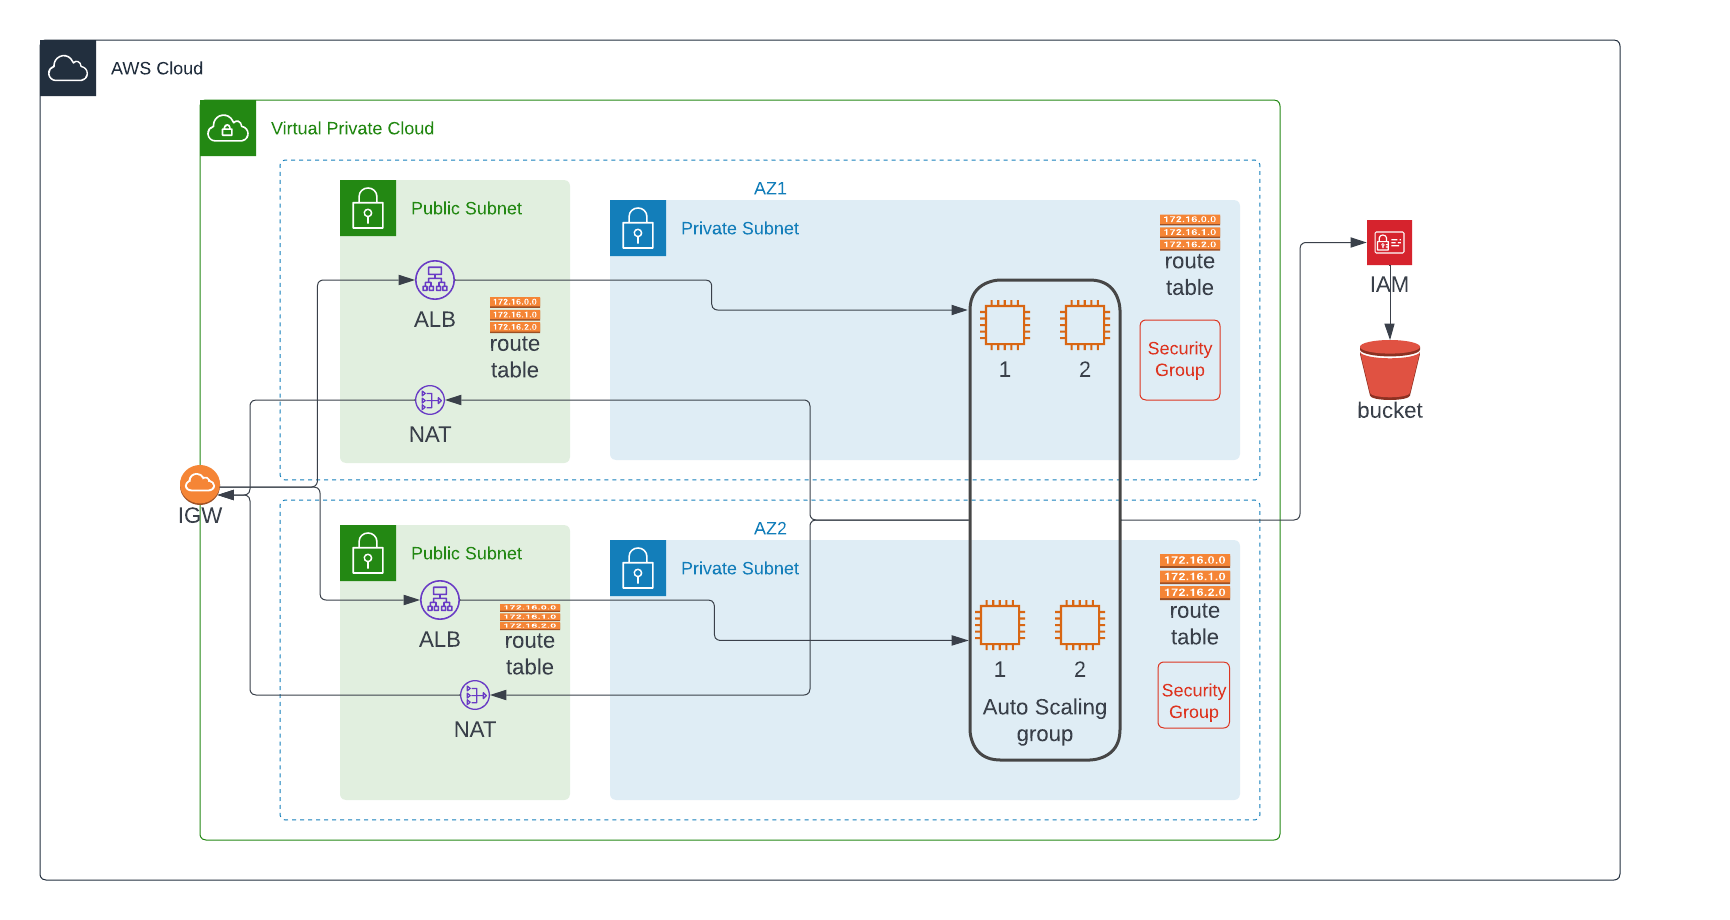 AWS Cloud
Virtual Private Cloud
AZ1
Public Subnet
Private Subnet
ALB
172.16.0.0
172.16.1.0
172.16.2.0
route
table
NAT
172.16.0.0
172.16.1.0
172.16.2.0
route
table
1
2
Security
Group
IAM
bucket
IGW
AZ2
Public Subnet
Private Subnet
ALB
172.16.0.0
172.16.1.0
172.16.2.0
route
table
NAT
172.16.0.0
172.16.1.0
172.16.2.0
route
table
1
2
Auto Scaling
group
Security
Group